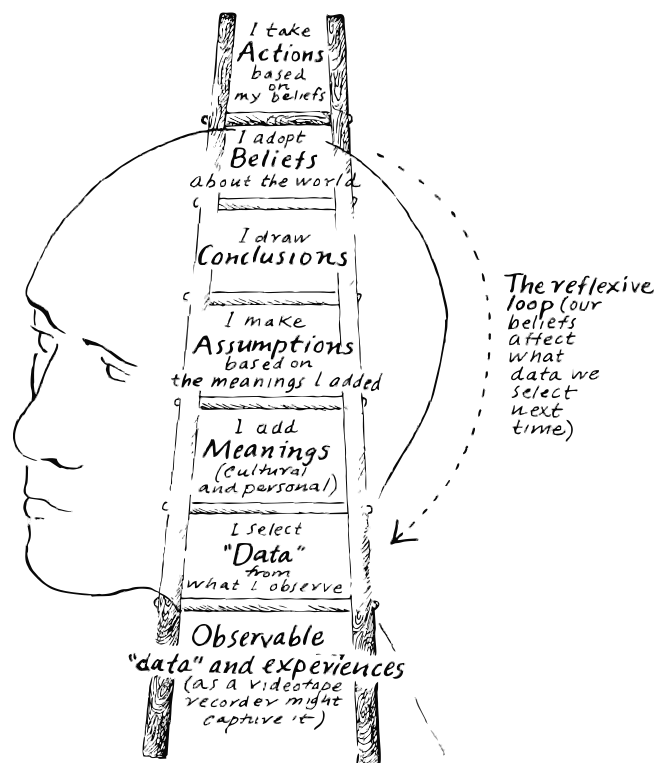 I take
Actions
based
on
my beliefs
I adopt
Beliefs
about the world
I draw
Conclusions
I make
Assumptions
based on
the meanings I added
I add
Meanings
(cultural
and personal)
I select
"Data"
from
what I observe
Observable
"data" and experiences
(as a videotape
recorder might
capture it)
The reflexive
loop (our
beliefs
affect
what
data we
select
next
time)